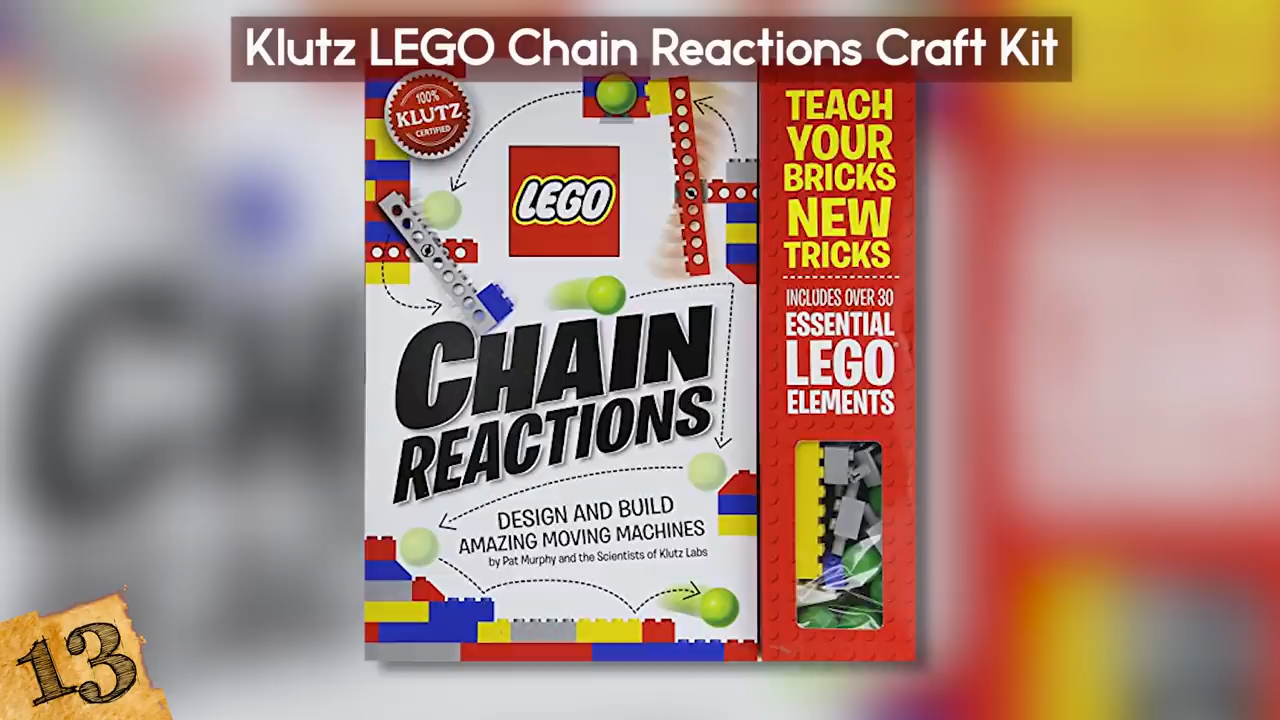 Klutz LEGO Chain Reactions Craft Kit
100%
KLUTZ
CERTIFIED
LEGO
CHAIN
REACTIONS
DESIGN AND BUILD
AMAZING MOVING MACHINES
by Pat Murphy and the Scientists of Klutz Labs
TEACH
YOUR
BRICKS
NEW
TRICKS
INCLUDES OVER 30
ESSENTIAL
LEGO®
ELEMENTS
13